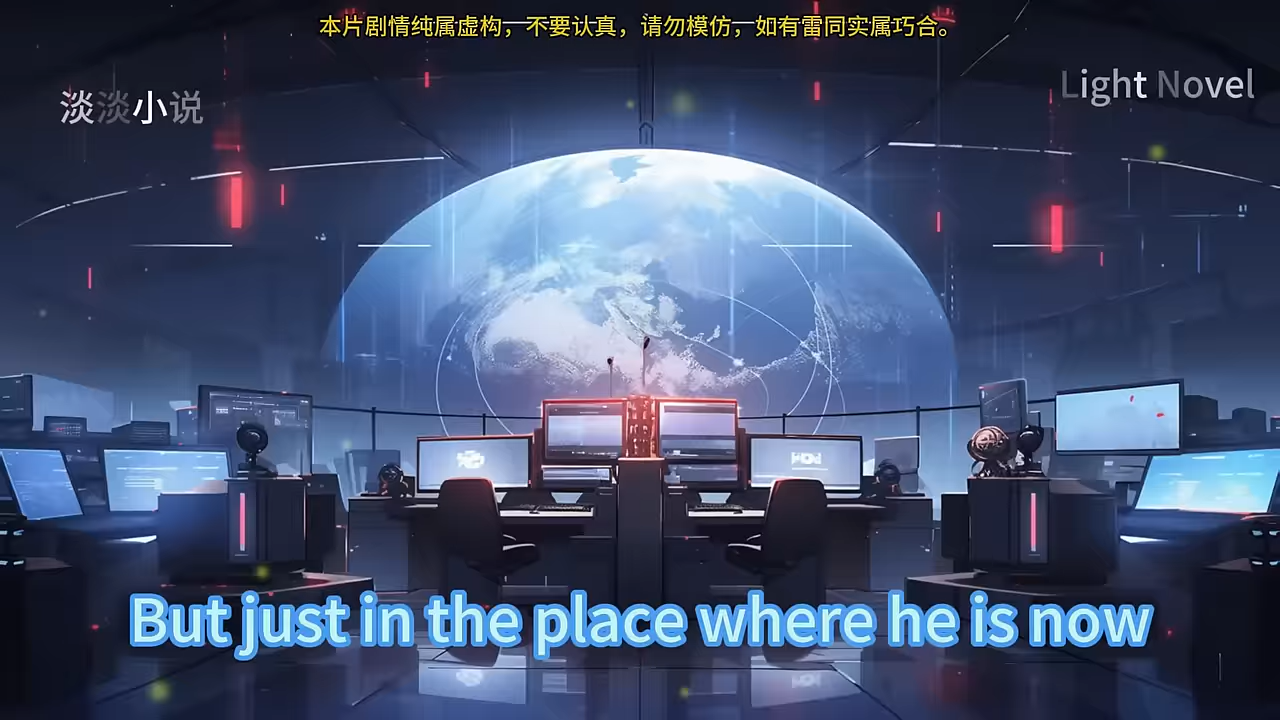 本片剧情纯属虚构，不要认真，请勿模仿，如有雷同实属巧合。
淡淡小说
Light Novel
But just in the place where he is now